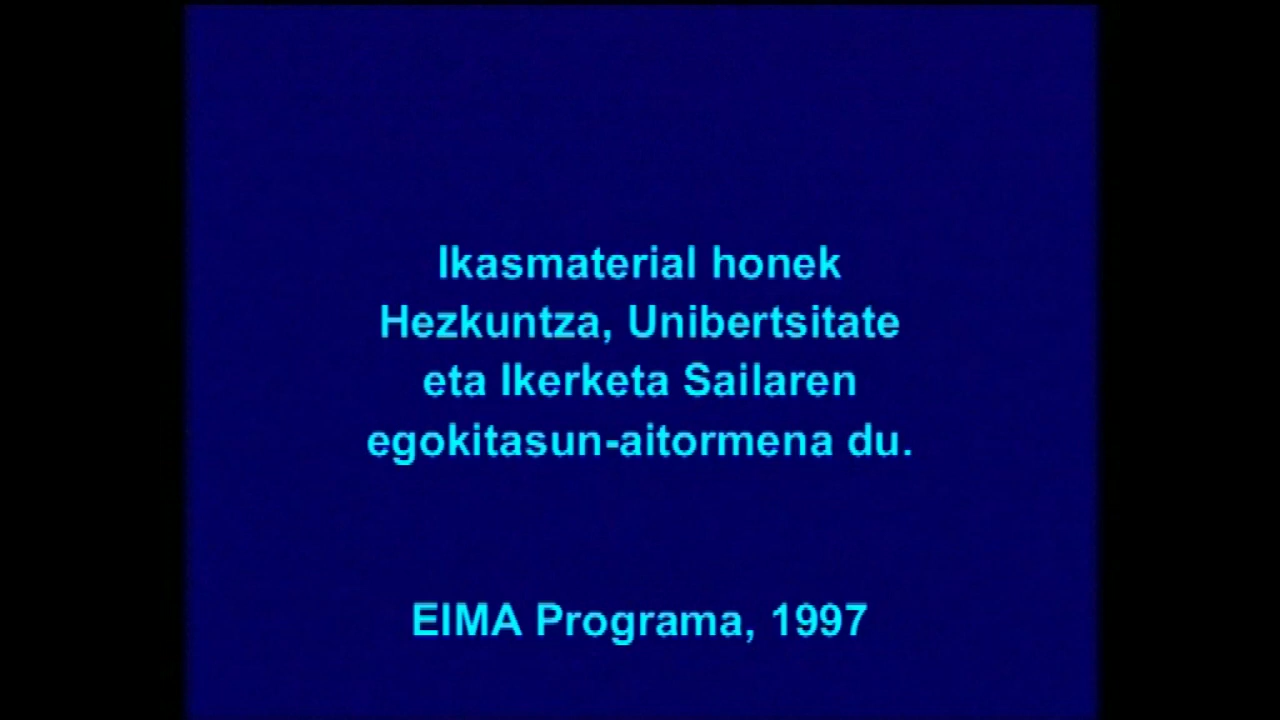 Ikasmaterial honek
Hezkuntza, Unibertsitate
eta Ikerketa Sailaren
egokitasun-aitormena du.
EIMA Programa, 1997